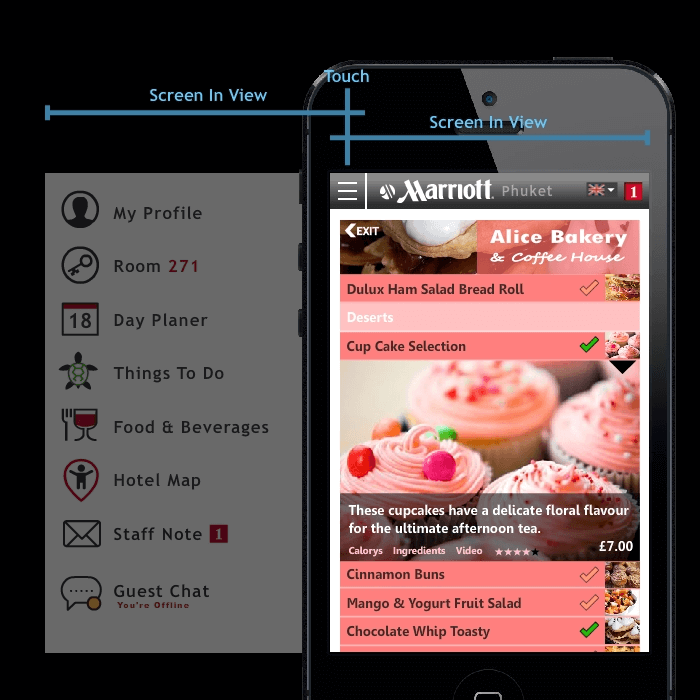 Touch
Screen In View
Screen In View
My Profile
Room 271
18
Day Planer
Things To Do
Food & Beverages
Hotel Map
Staff Note 1
Guest Chat
You're Offline
Marriott. Phuket
1
EXIT
Alice Bakery
& Coffee House
Dulux Ham Salad Bread Roll
Deserts
Cup Cake Selection
These cupcakes have a delicate floral flavour
for the ultimate afternoon tea.
Calorys Ingredients Video
£7.00
Cinnamon Buns
Mango & Yogurt Fruit Salad
Chocolate Whip Toasty